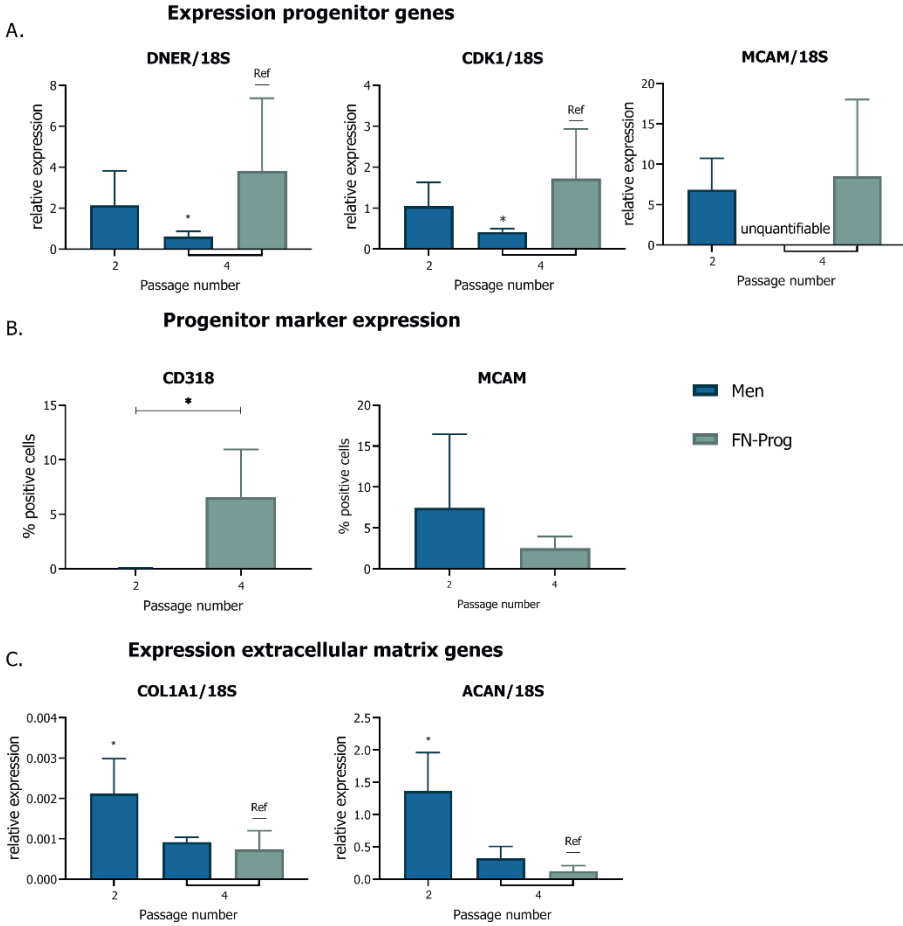 Expression progenitor genes
A.
DNER/18S
CDK1/18S
MCAM/18S
relative expression
8
6
4
2
0
Ref
*
2
4
Passage number
relative expression
4
3
2
1
0
Ref
*
2
4
Passage number
relative expression
20
15
10
5
0
unquantifiable
2
4
Passage number
Progenitor marker expression
B.
CD318
MCAM
% positive cells
15
10
5
0
*
2
4
Passage number
% positive cells
25
20
15
10
5
0
2
4
Passage number
Men
FN-Prog
Expression extracellular matrix genes
C.
COL1A1/18S
ACAN/18S
relative expression
0.004
0.003
0.002
0.001
0.000
*
Ref
2
4
Passage number
relative expression
2.5
2.0
1.5
1.0
0.5
0.0
*
Ref
2
4
Passage number